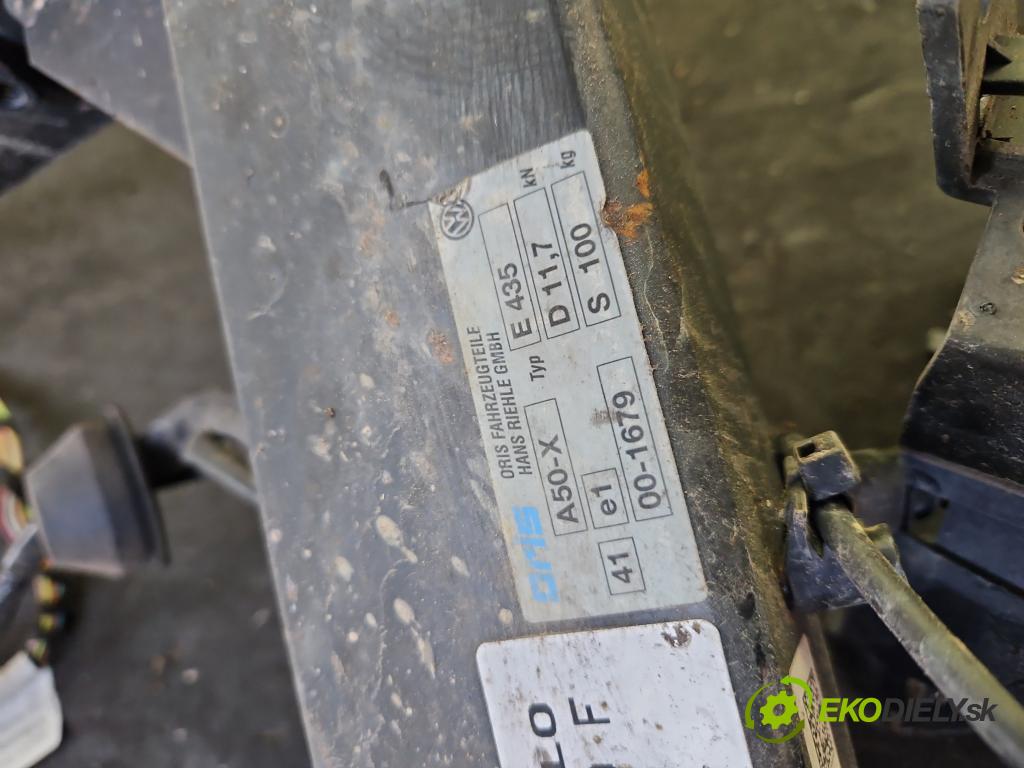 ORIS
ORIS FAHRZEUGTEILE
HANS RIEHLE GMBH
A50-X Typ E 435
41 e1 D 11,7 kN
00-1679 S 100 kg
LO
F
EKODIELY.sk